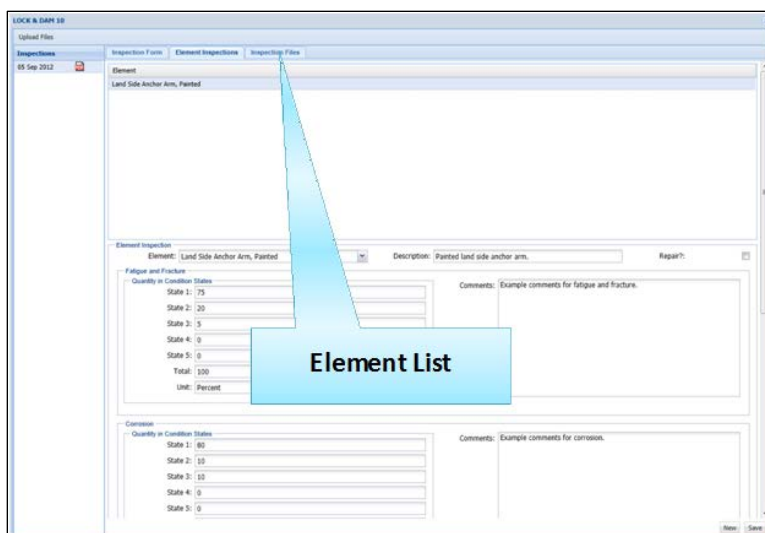 LOCK & DAM 10
Upload Files
Inspections
05 Sep 2012
Inspection Form Element Inspections Inspection Files
Element
Land Side Anchor Arm, Painted
Element Inspection
Element: Land Side Anchor Arm, Painted Description: Painted land side anchor arm. Repair?:
Fatigue and Fracture
Quantity in Condition States
State 1: 75
State 2: 20
State 3: 5
State 4: 0
State 5: 0
Total: 100
Unit: Percent
Comments: Example comments for fatigue and fracture.
Element List
Corrosion
Quantity in Condition States
State 1: 80
State 2: 10
State 3: 10
State 4: 0
State 5: 0
Comments: Example comments for corrosion.
New Save